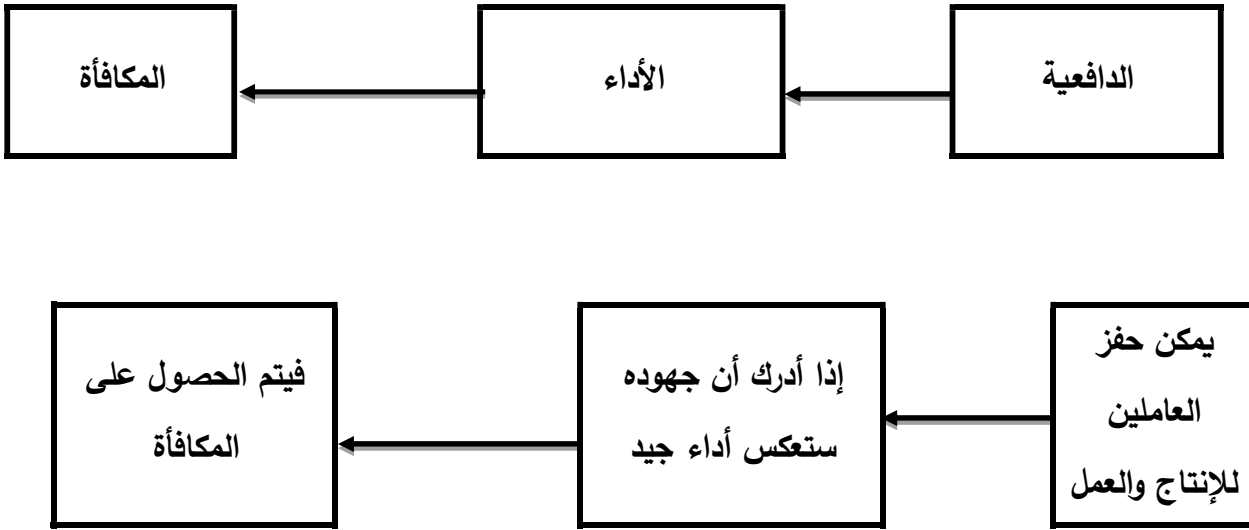 الدافعية
الأداء
المكافأة
يمكن حفز
العاملين
للإنتاج والعمل
إذا أدرك أن جهوده
ستعكس أداء جيد
فيتم الحصول على
المكافأة